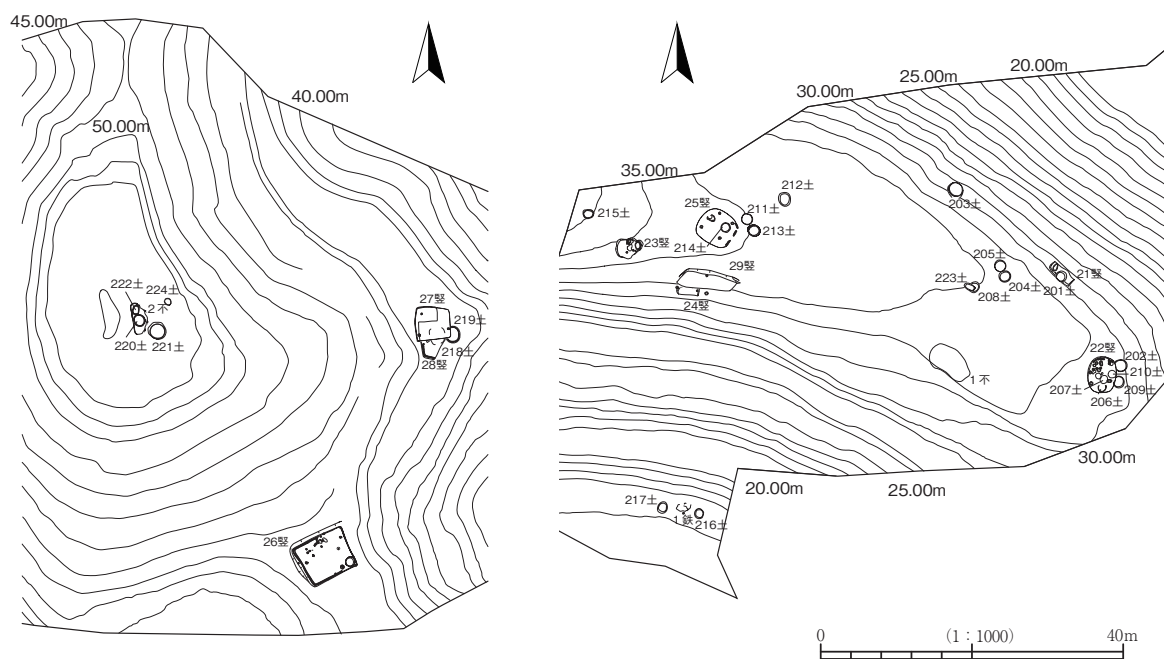 45.00m
40.00m
50.00m
222土
224土
2不
220土
221土
27竪
219土
218土
28竪
26竪
20.00m
25.00m
30.00m
35.00m
212土
215土
25竪
211土
203土
213土
23竪
214土
29竪
205土
223土
204土
21竪
208土
201土
24竪
22竪
202土
1不
210土
207土
209土
206土
30.00m
20.00m
25.00m
217土
1鉄
216土
0
(1：1000)
40m